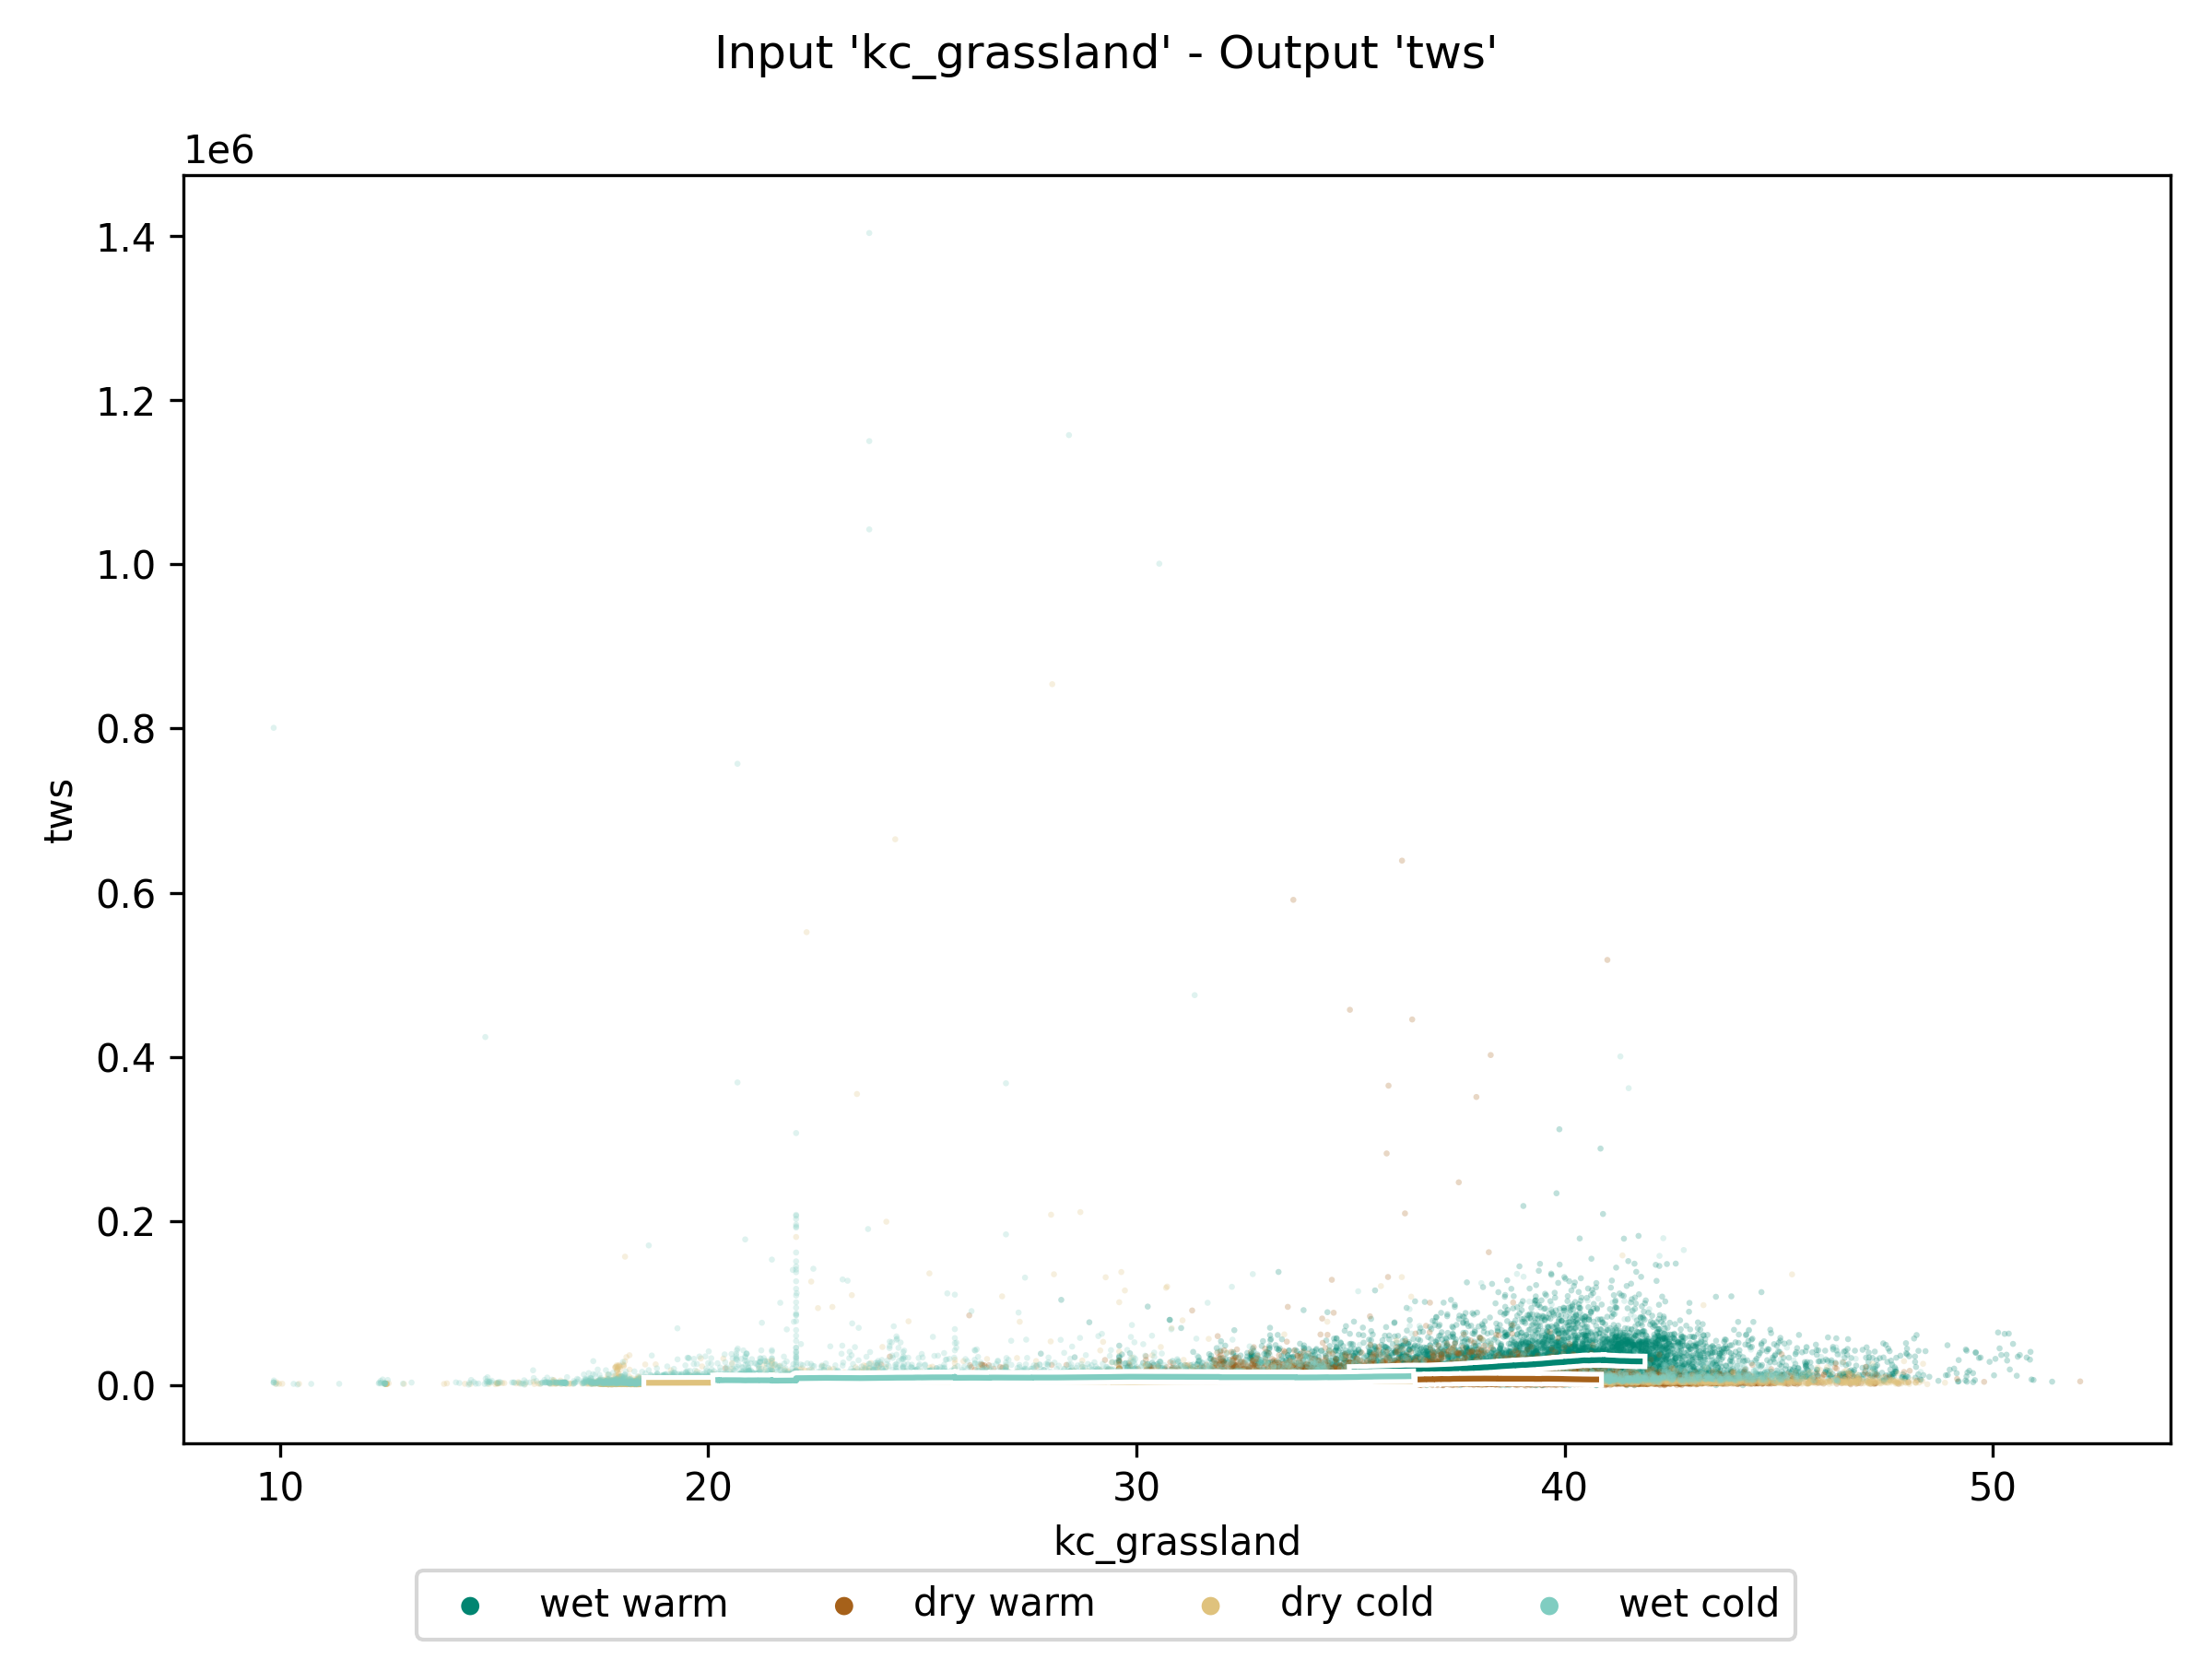 Input 'kc_grassland' - Output 'tws'
1e6
1.4
1.2
1.0
0.8
0.6
0.4
0.2
0.0
tws
10 20 30 40 50
kc_grassland
wet warm dry warm dry cold wet cold